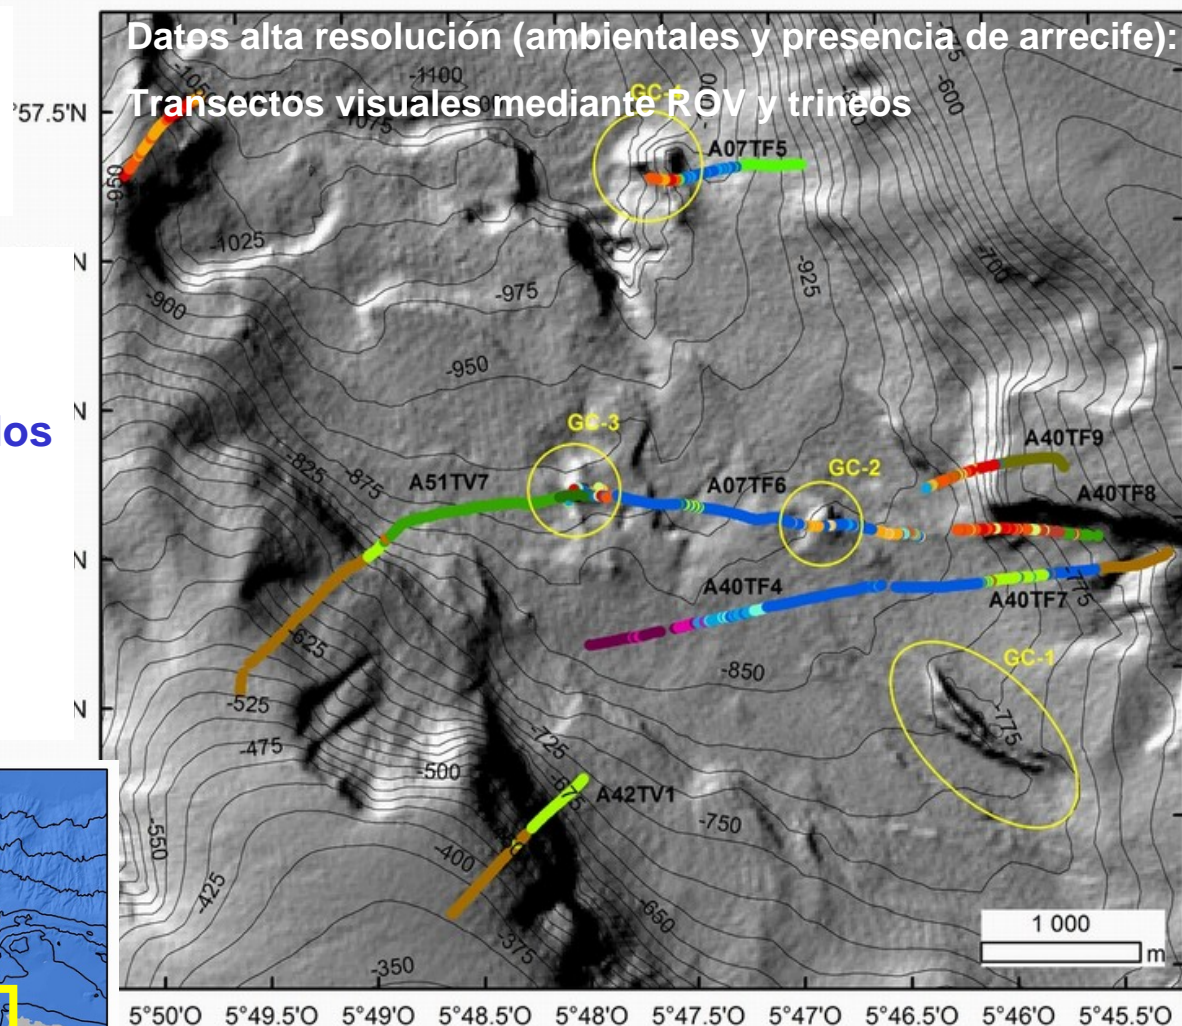 Datos alta resolución (ambientales y presencia de arrecife):
Transectos visuales mediante ROV y trineos
-1100
-1075
-1025
-975
-950
-900
950
-925
-700
-600
GC-4
A07TF5
57.5'N
N
N
N
N
N
los
GC-3
GC-2
A40TF9
A51TV7
A07TF6
A40TF8
-825
-875
A40TF4
A40TF7
-775
-625
-850
GC-1
-775
-525
-475
-500
-725
-675
A42TV1
-750
-550
-400
-425
-650
-375
-350
1 000
m
5°50'O 5°49.5'O 5°49'O 5°48.5'O 5°48'O 5°47.5'O 5°47'O 5°46.5'O 5°46'O 5°45.5'O